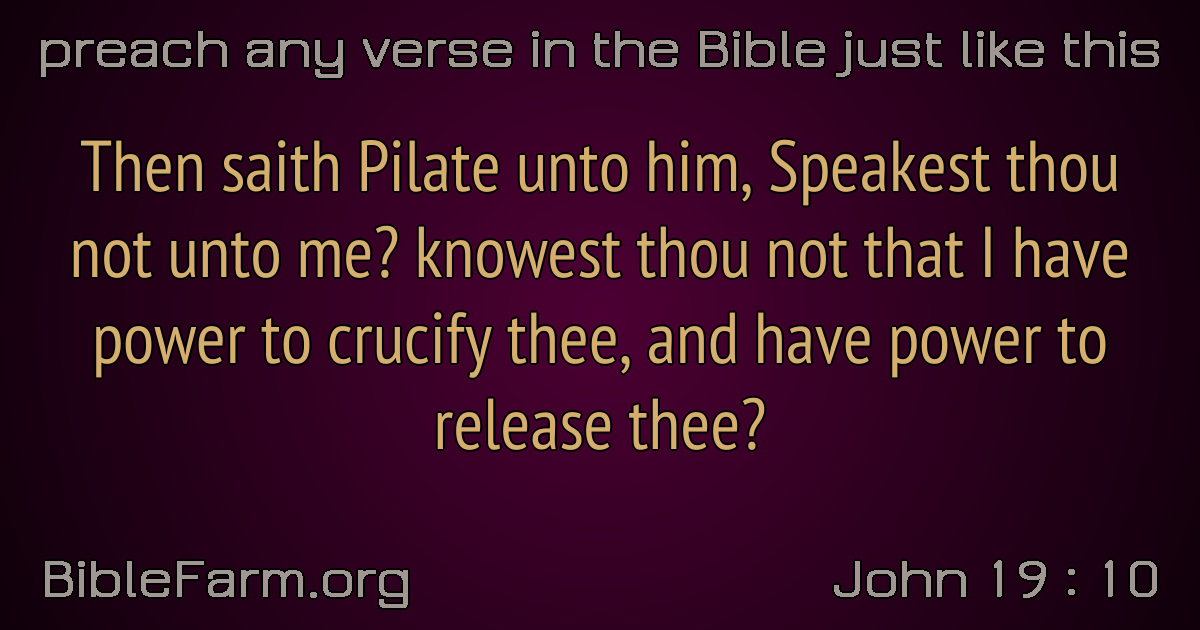 preach any verse in the Bible just like this
Then saith Pilate unto him, Speakest thou
not unto me? knowest thou not that I have
power to crucify thee, and have power to
release thee?
BibleFarm.org
John 19 : 10